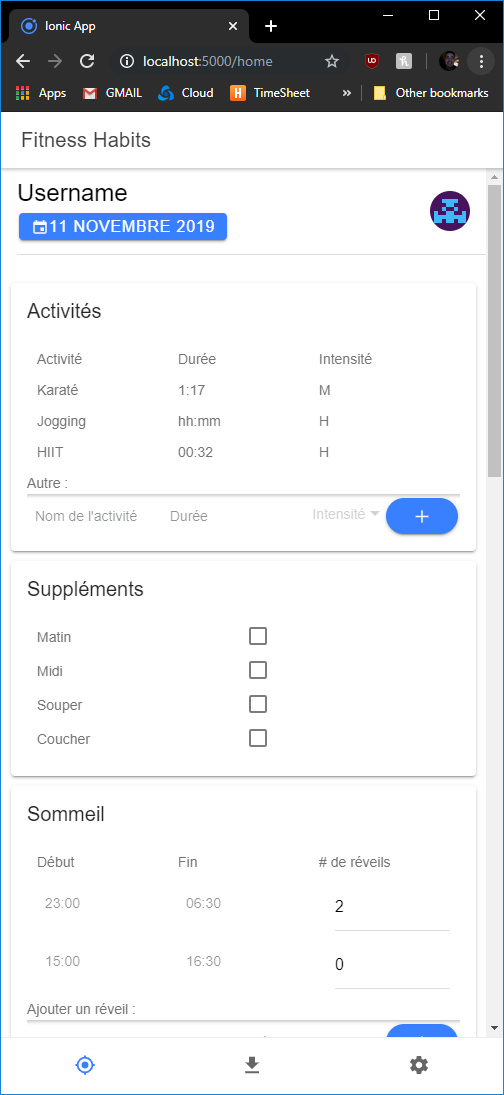 Ionic App
localhost:5000/home
Apps GMAIL Cloud H TimeSheet » Other bookmarks
Fitness Habits
Username
11 NOVEMBRE 2019
Activités
Activité Durée Intensité
Karaté 1:17 M
Jogging hh:mm H
HIIT 00:32 H
Autre :
Nom de l'activité Durée Intensité
Suppléments
Matin
Midi
Souper
Coucher
Sommeil
Début Fin # de réveils
23:00 06:30 2
15:00 16:30 0
Ajouter un réveil :